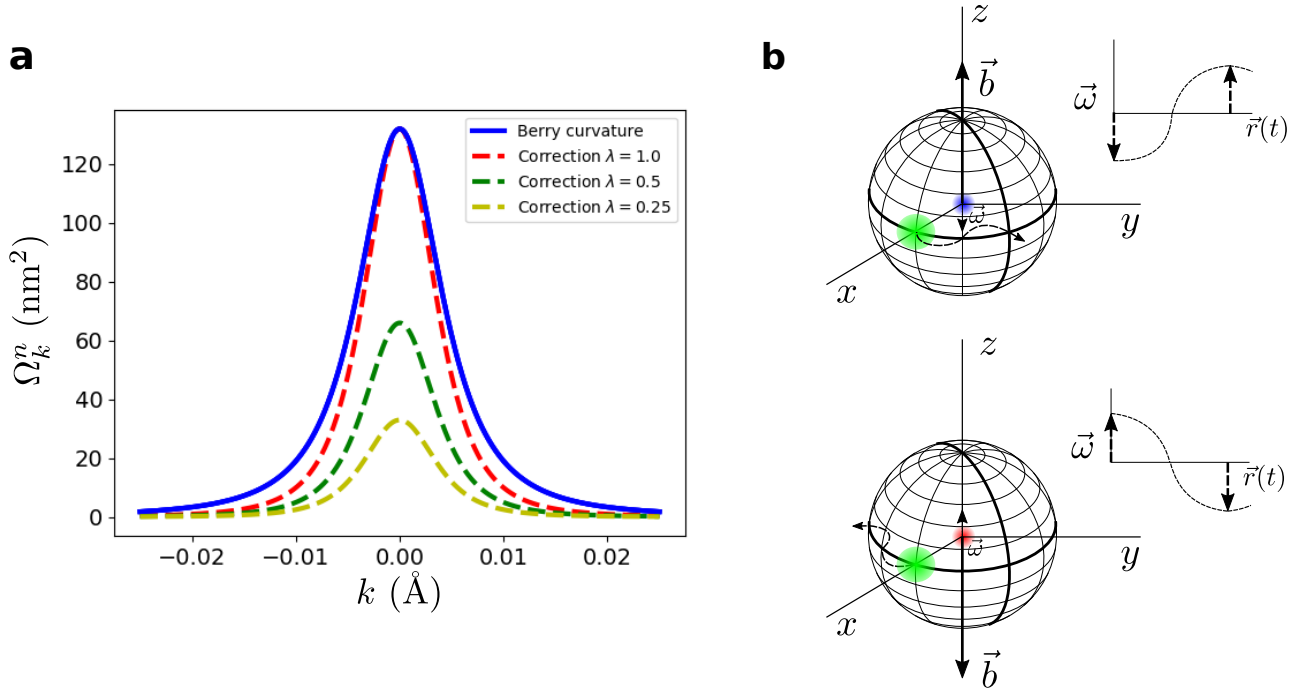 a
Ω_k^n (nm²)
120
100
80
60
40
20
0
−0.02 −0.01 0.00 0.01 0.02
k (Å)
Berry curvature
Correction λ = 1.0
Correction λ = 0.5
Correction λ = 0.25
b
z
b⃗
ω⃗
y
x
ω⃗
r⃗(t)
z
ω⃗
y
x
b⃗
ω⃗
r⃗(t)